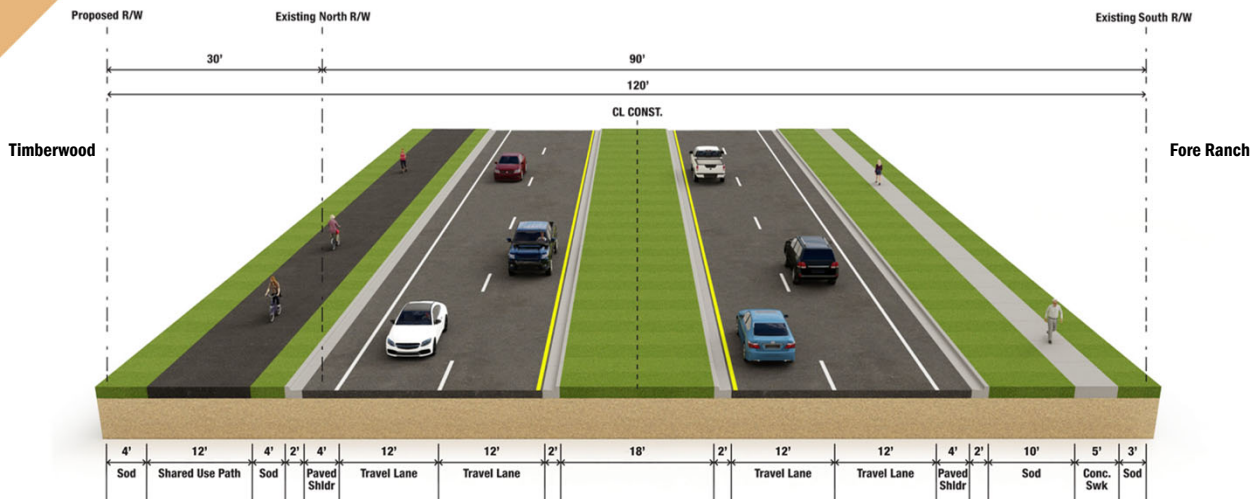 Proposed R/W
Existing North R/W
Existing South R/W
30'
90'
120'
CL CONST.
Timberwood
Fore Ranch
4'
12'
4'
2'
4'
12'
12'
2'
18'
2'
12'
12'
4'
2'
10'
5'
3'
Sod
Shared Use Path
Sod
Paved
Shldr
Travel Lane
Travel Lane
Travel Lane
Travel Lane
Paved
Shldr
Sod
Conc.
Swk
Sod